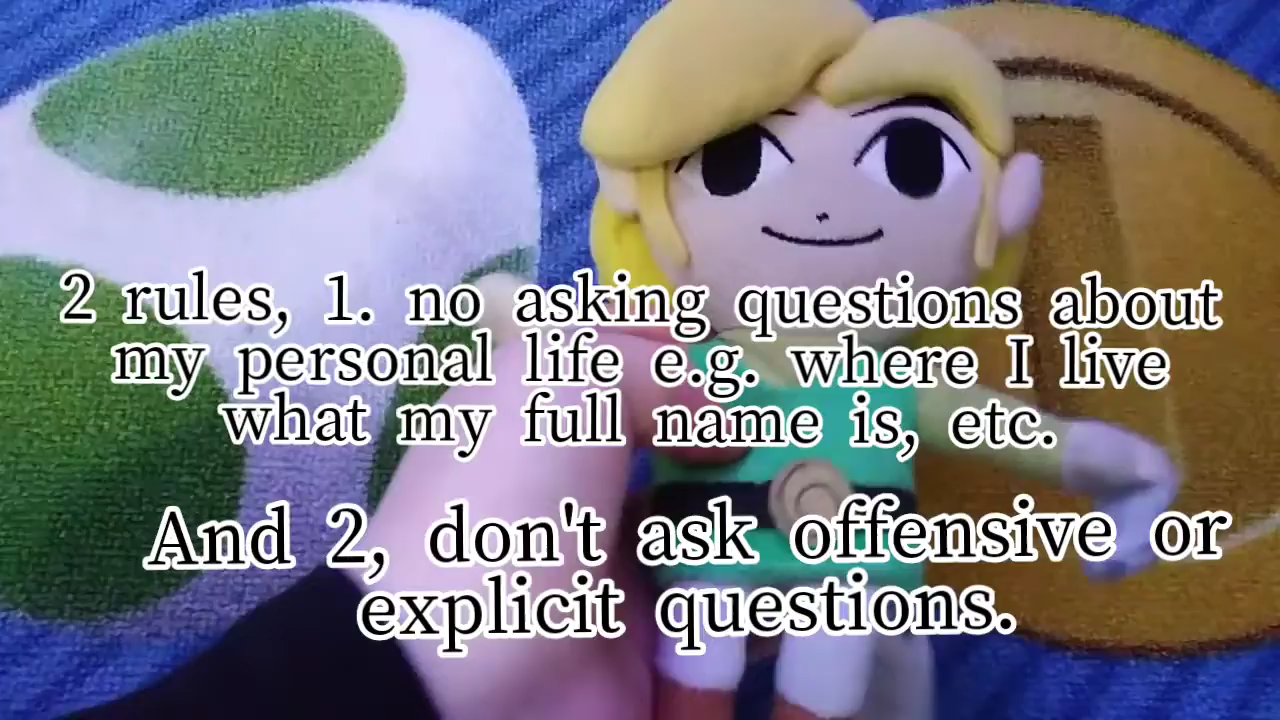 2 rules, 1. no asking questions about
my personal life e.g. where I live
what my full name is, etc.
And 2, don't ask offensive or
explicit questions.